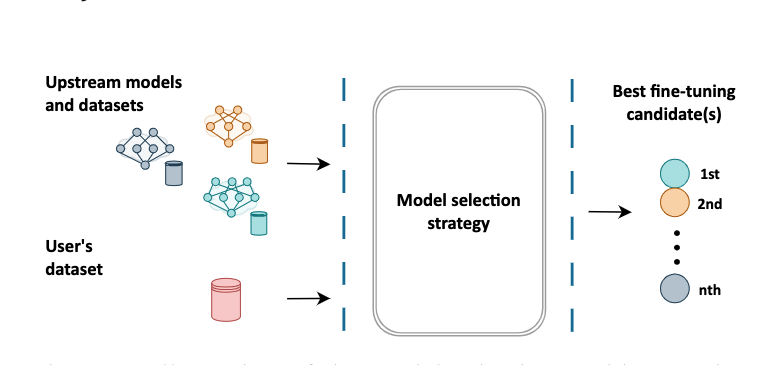 Upstream models
and datasets
User's
dataset
Model selection
strategy
Best fine-tuning
candidate(s)
1st
2nd
nth